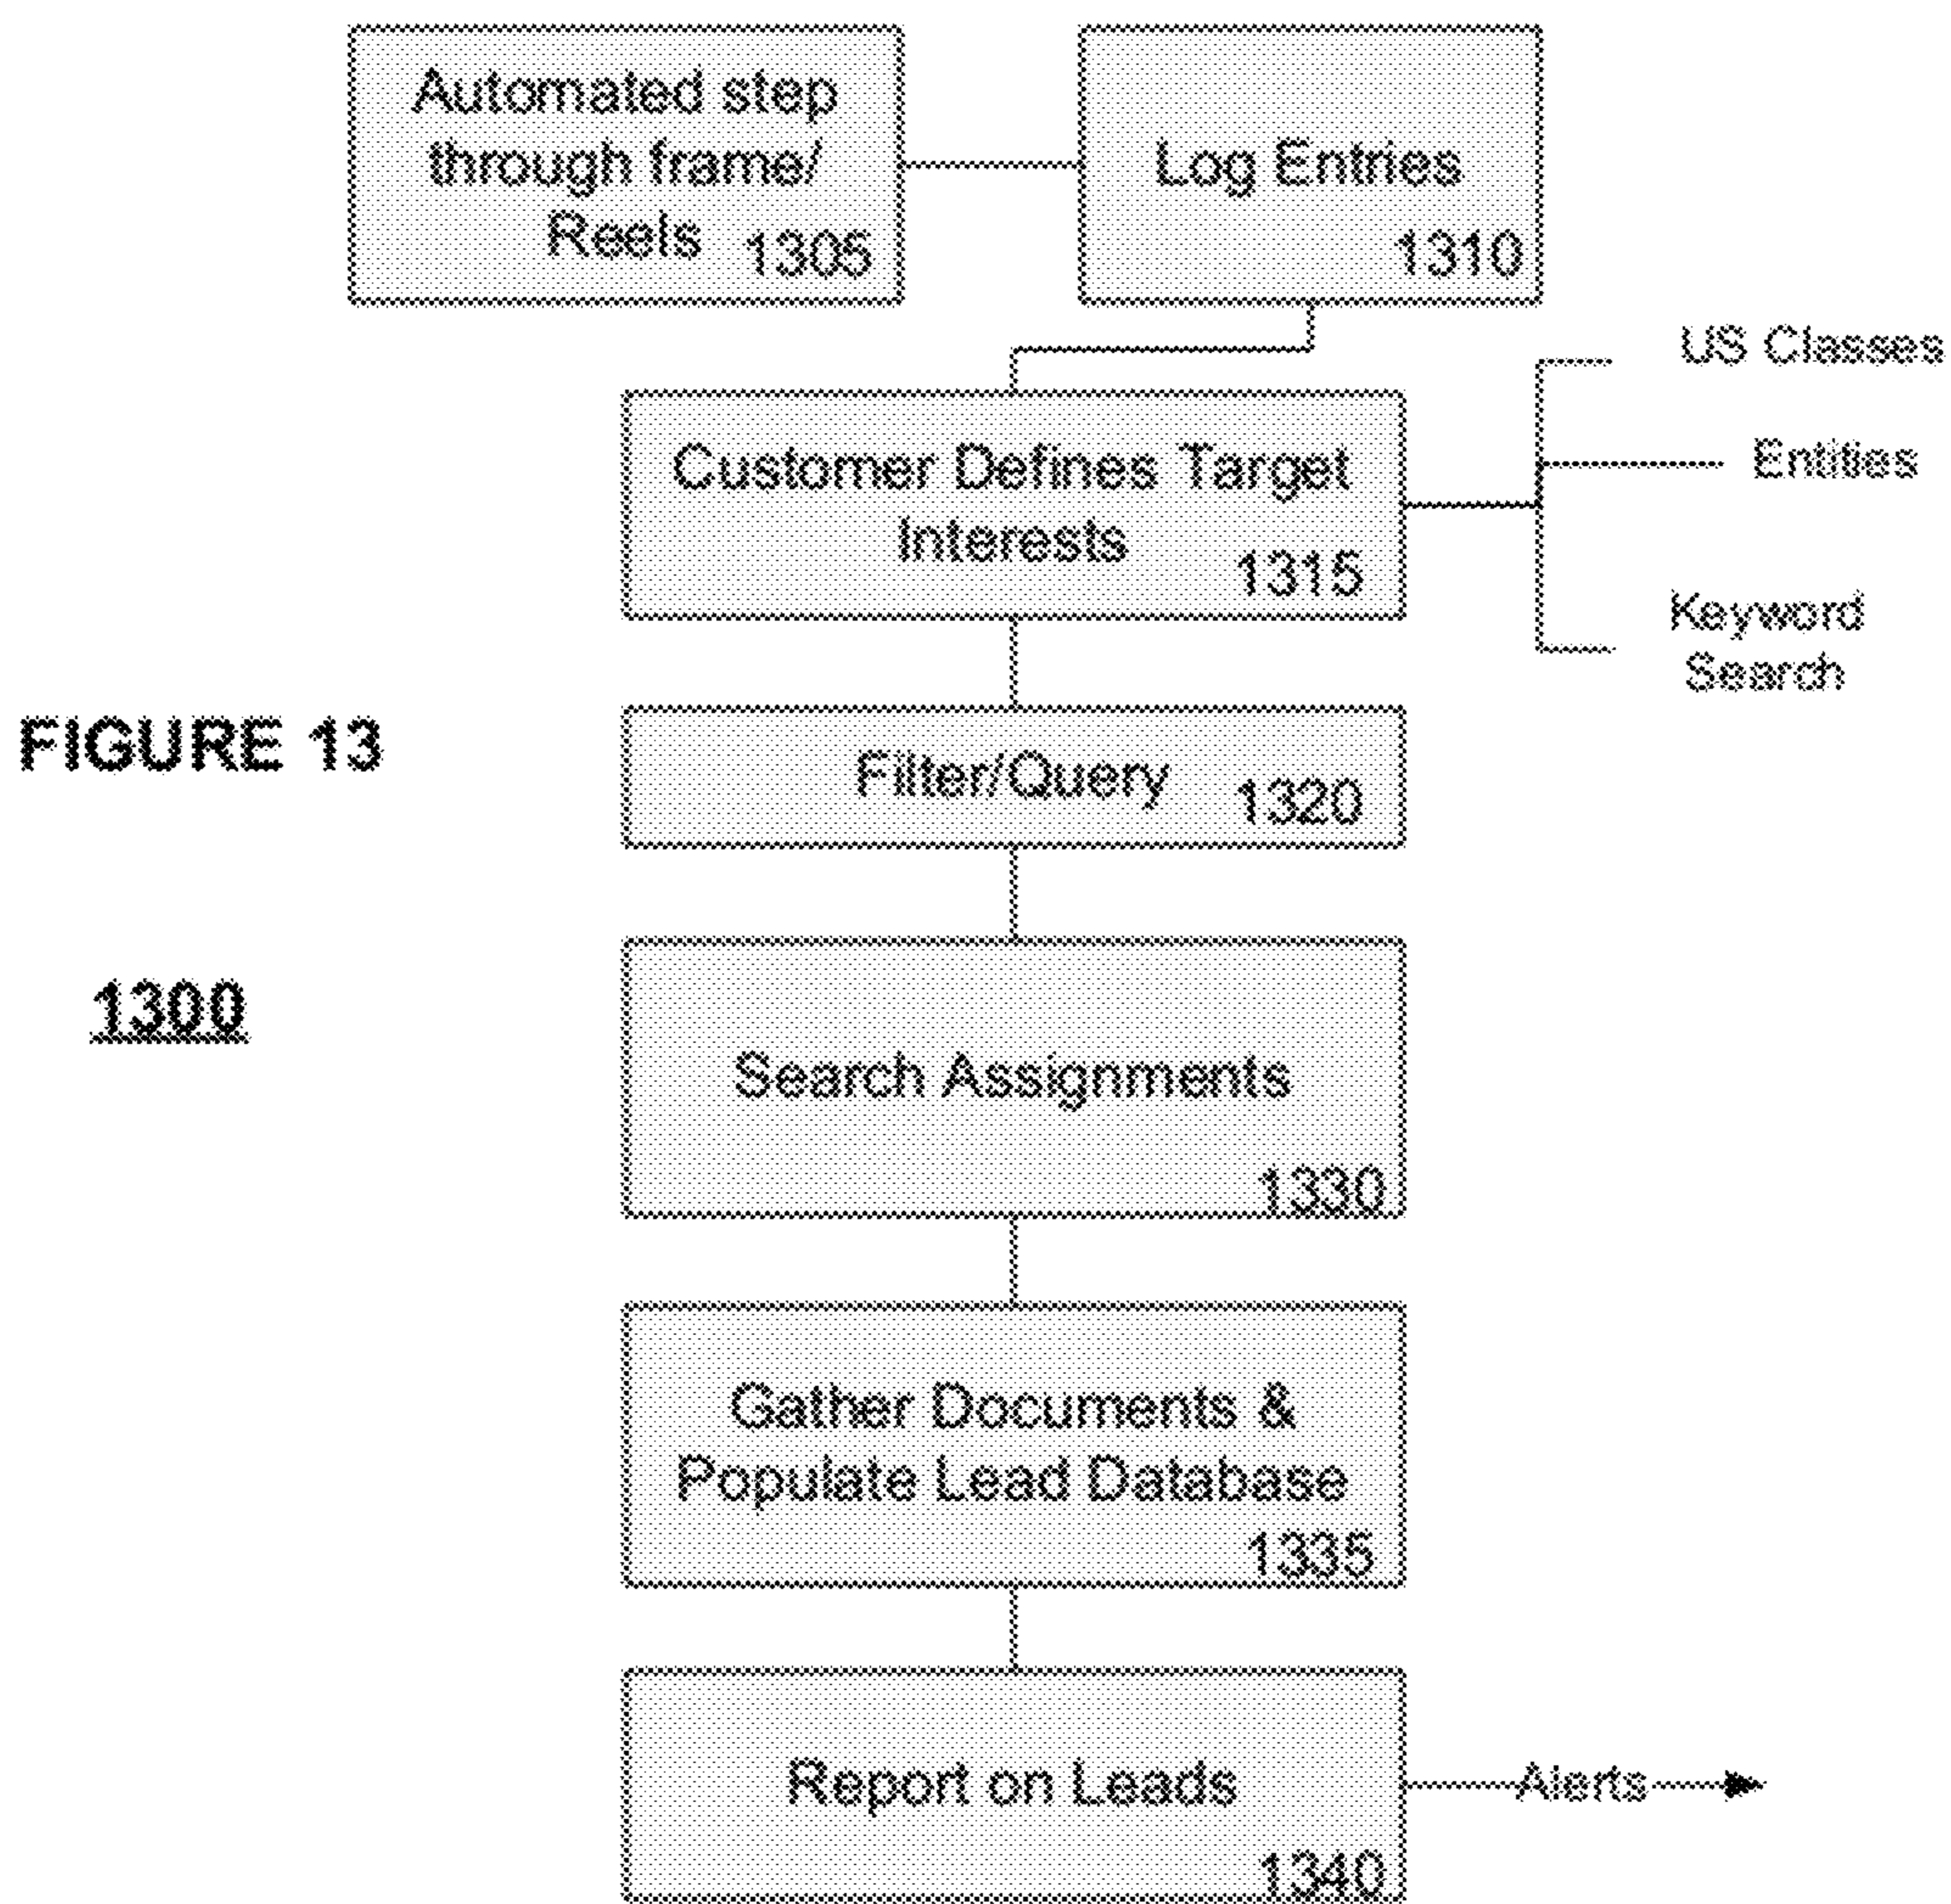 Automated step
through frame/
Reels 1305
Log Entries
1310
US Classes
Entities
Keyword
Search
Customer Defines Target
Interests
1315
FIGURE 13
Filter/Query 1320
1300
Search Assignments
1330
Gather Documents &
Populate Lead Database
1335
Report on Leads
1340
Alerts